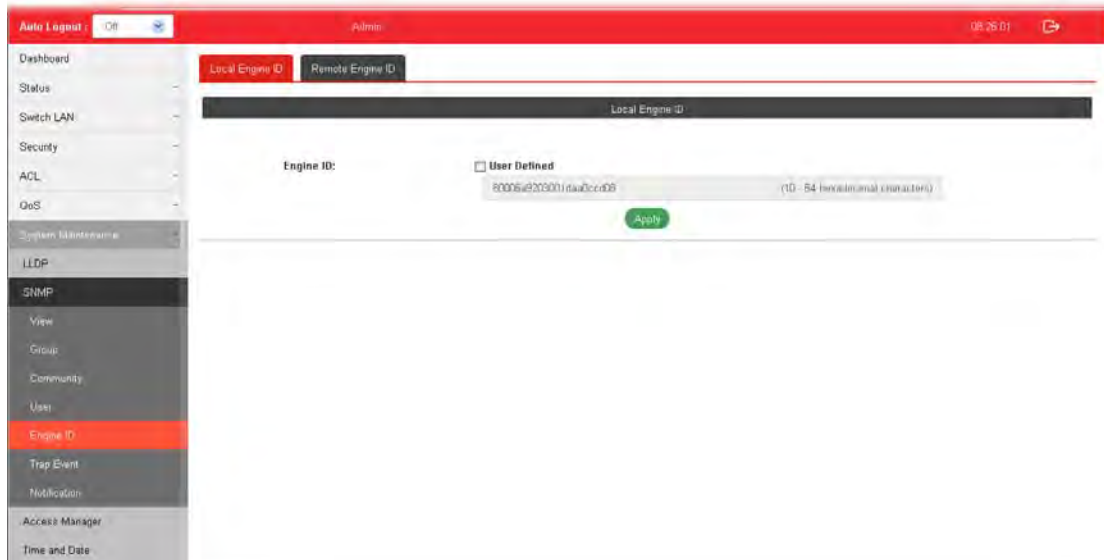 Auto Logout : Off
Admin
08:26:01
Dashboard
Status
Switch LAN
Security
ACL
QoS
System Maintenance
LLDP
SNMP
View
Group
Community
User
Engine ID
Trap Event
Notification
Access Manager
Time and Date
Local Engine ID
Remote Engine ID
Local Engine ID
Engine ID:
User Defined
(10 - 64 hexadecimal characters)
Apply